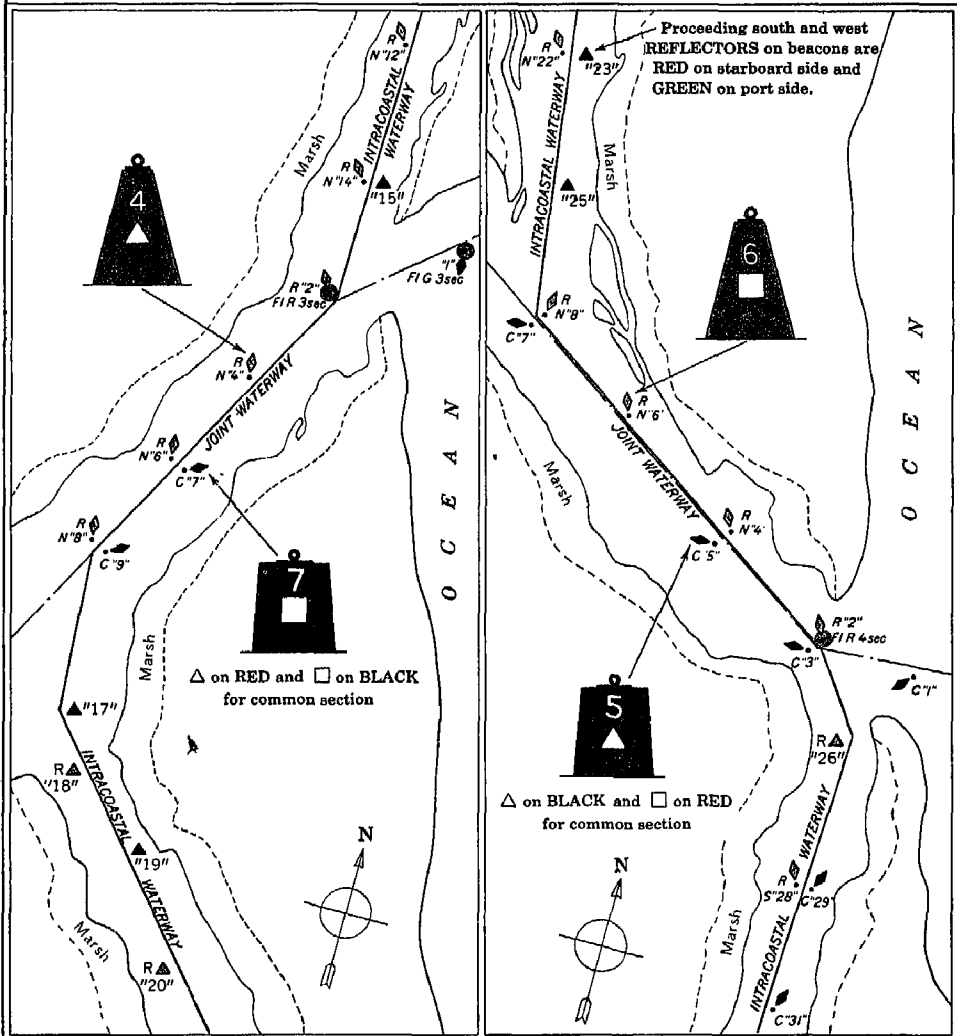 R
N"12"
INTRACOASTAL
WATERWAY
Marsh
R
N"14"
"15"
4
R"2"
Fl R 3sec
"1"
Fl G 3sec
R
N"4"
JOINT WATERWAY
R
N"6"
C"7"
R
N"8"
C"9"
7
OCEAN
Marsh
△ on RED and □ on BLACK
for common section
"17"
R
"18"
INTRACOASTAL
WATERWAY
"19"
Marsh
R
"20"
N
Proceeding south and west
REFLECTORS on beacons are
RED on starboard side and
GREEN on port side.
R
N"22"
"23"
INTRACOASTAL WATERWAY
Marsh
"25"
6
R
N"8"
C"7"
R
N"6'
JOINT WATERWAY
OCEAN
Marsh
R
N"4'
C"5"
R"2"
Fl R 4sec
C"3"
C"1"
5
R
"26"
△ on BLACK and □ on RED
for common section
INTRACOASTAL WATERWAY
N
R
S"28"
C"29"
Marsh
C"31"